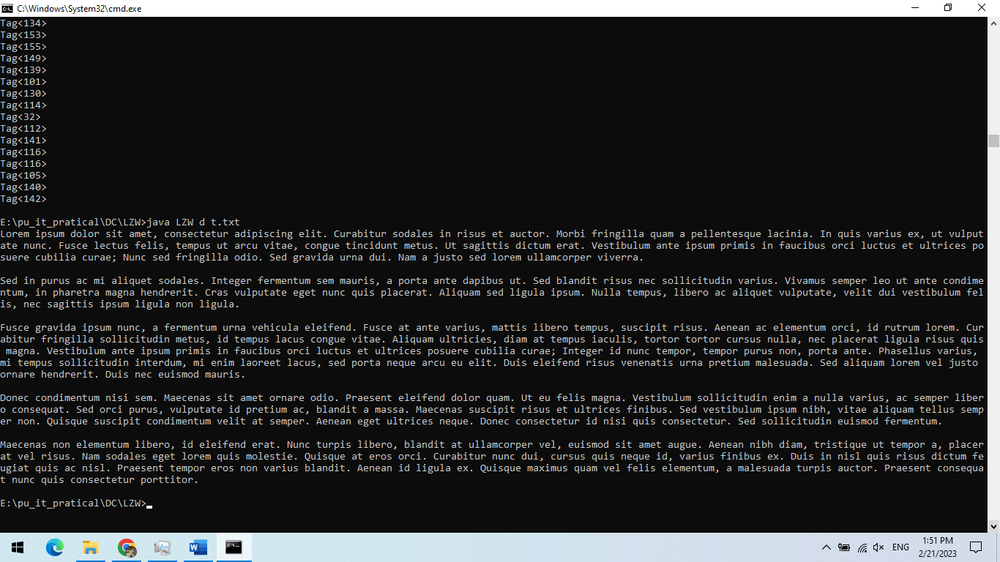 C:\Windows\System32\cmd.exe
Tag<134>
Tag<153>
Tag<155>
Tag<149>
Tag<139>
Tag<101>
Tag<130>
Tag<114>
Tag<32>
Tag<112>
Tag<141>
Tag<116>
Tag<116>
Tag<105>
Tag<140>
Tag<142>
E:\pu_it_pratical\DC\LZW>java LZW d t.txt
Lorem ipsum dolor sit amet, consectetur adipiscing elit. Curabitur sodales in risus et auctor. Morbi fringilla quam a pellentesque lacinia. In quis varius ex, ut vulput
ate nunc. Fusce lectus felis, tempus ut arcu vitae, congue tincidunt metus. Ut sagittis dictum erat. Vestibulum ante ipsum primis in faucibus orci luctus et ultrices po
suere cubilia curae; Nunc sed fringilla odio. Sed gravida urna dui. Nam a justo sed lorem ullamcorper viverra.
Sed in purus ac mi aliquet sodales. Integer fermentum sem mauris, a porta ante dapibus ut. Sed blandit risus nec sollicitudin varius. Vivamus semper leo ut ante condime
ntum, in pharetra magna hendrerit. Cras vulputate eget nunc quis placerat. Aliquam sed ligula ipsum. Nulla tempus, libero ac aliquet vulputate, velit dui vestibulum fel
is, nec sagittis ipsum ligula non ligula.
Fusce gravida ipsum nunc, a fermentum urna vehicula eleifend. Fusce at ante varius, mattis libero tempus, suscipit risus. Aenean ac elementum orci, id rutrum lorem. Cur
abitur fringilla sollicitudin metus, id tempus lacus congue vitae. Aliquam ultricies, diam at tempus iaculis, tortor tortor cursus nulla, nec placerat ligula risus quis
 magna. Vestibulum ante ipsum primis in faucibus orci luctus et ultrices posuere cubilia curae; Integer id nunc tempor, tempor purus non, porta ante. Phasellus varius,
mi tempus sollicitudin interdum, mi enim laoreet lacus, sed porta neque arcu eu elit. Duis eleifend risus venenatis urna pretium malesuada. Sed aliquam lorem vel justo
ornare hendrerit. Duis nec euismod mauris.
Donec condimentum nisi sem. Maecenas sit amet ornare odio. Praesent eleifend dolor quam. Ut eu felis magna. Vestibulum sollicitudin enim a nulla varius, ac semper liber
o consequat. Sed orci purus, vulputate id pretium ac, blandit a massa. Maecenas suscipit risus et ultrices finibus. Sed vestibulum ipsum nibh, vitae aliquam tellus semp
er non. Quisque suscipit condimentum velit at semper. Aenean eget ultrices neque. Donec consectetur id nisi quis consectetur. Sed sollicitudin euismod fermentum.
Maecenas non elementum libero, id eleifend erat. Nunc turpis libero, blandit at ullamcorper vel, euismod sit amet augue. Aenean nibh diam, tristique ut tempor a, placer
at vel risus. Nam sodales eget lorem quis molestie. Quisque at eros orci. Curabitur nunc dui, cursus quis neque id, varius finibus ex. Duis in nisl quis risus dictum fe
ugiat quis ac nisl. Praesent tempor eros non varius blandit. Aenean id ligula ex. Quisque maximus quam vel felis elementum, a malesuada turpis auctor. Praesent consequa
t nunc quis consectetur porttitor.
E:\pu_it_pratical\DC\LZW>
ENG
1:51 PM
2/21/2023